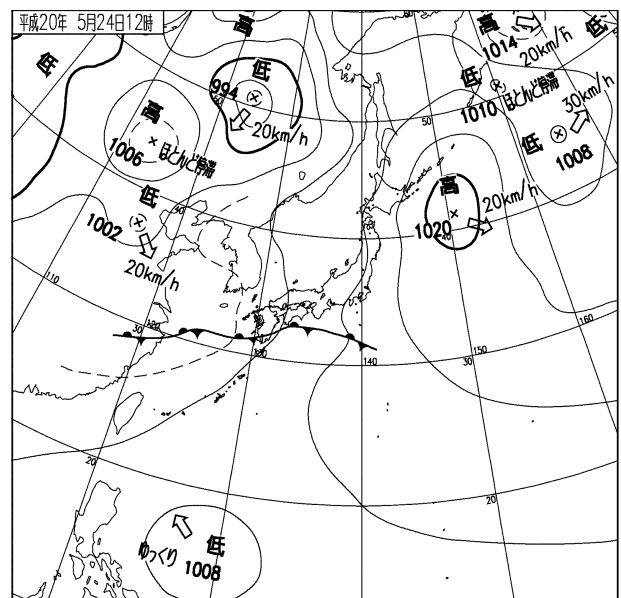 平成20年 5月24日12時
高
高
1014
20km/h
低
低
低
994
20km/h
低
1010
ほとんど停滞
30km/h
低
1008
高
1006
ほとんど停滞
50
低
1002
20km/h
40
高
1020
20km/h
40
110
120
30
130
140
30
150
160
20
20
低
1008
ゆっくり